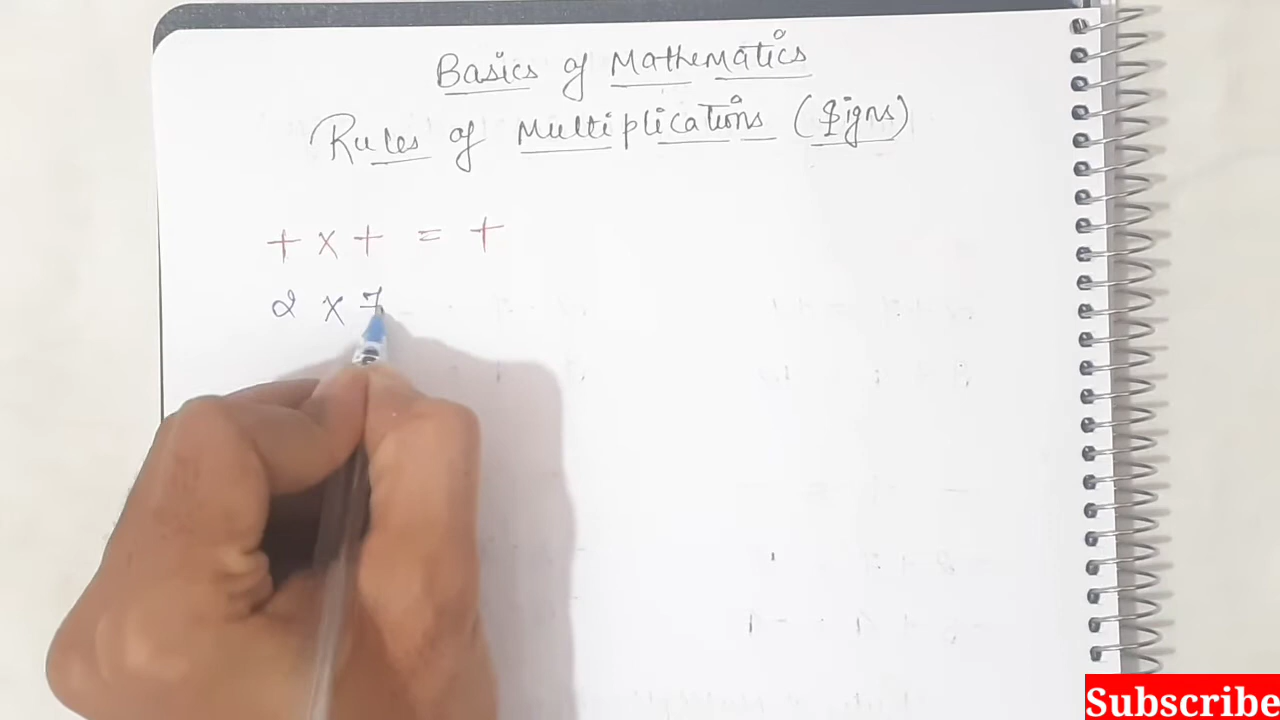 Basics of Mathematics
Rules of Multiplications (Signs)
+ × + = +
2 × 7
Subscribe